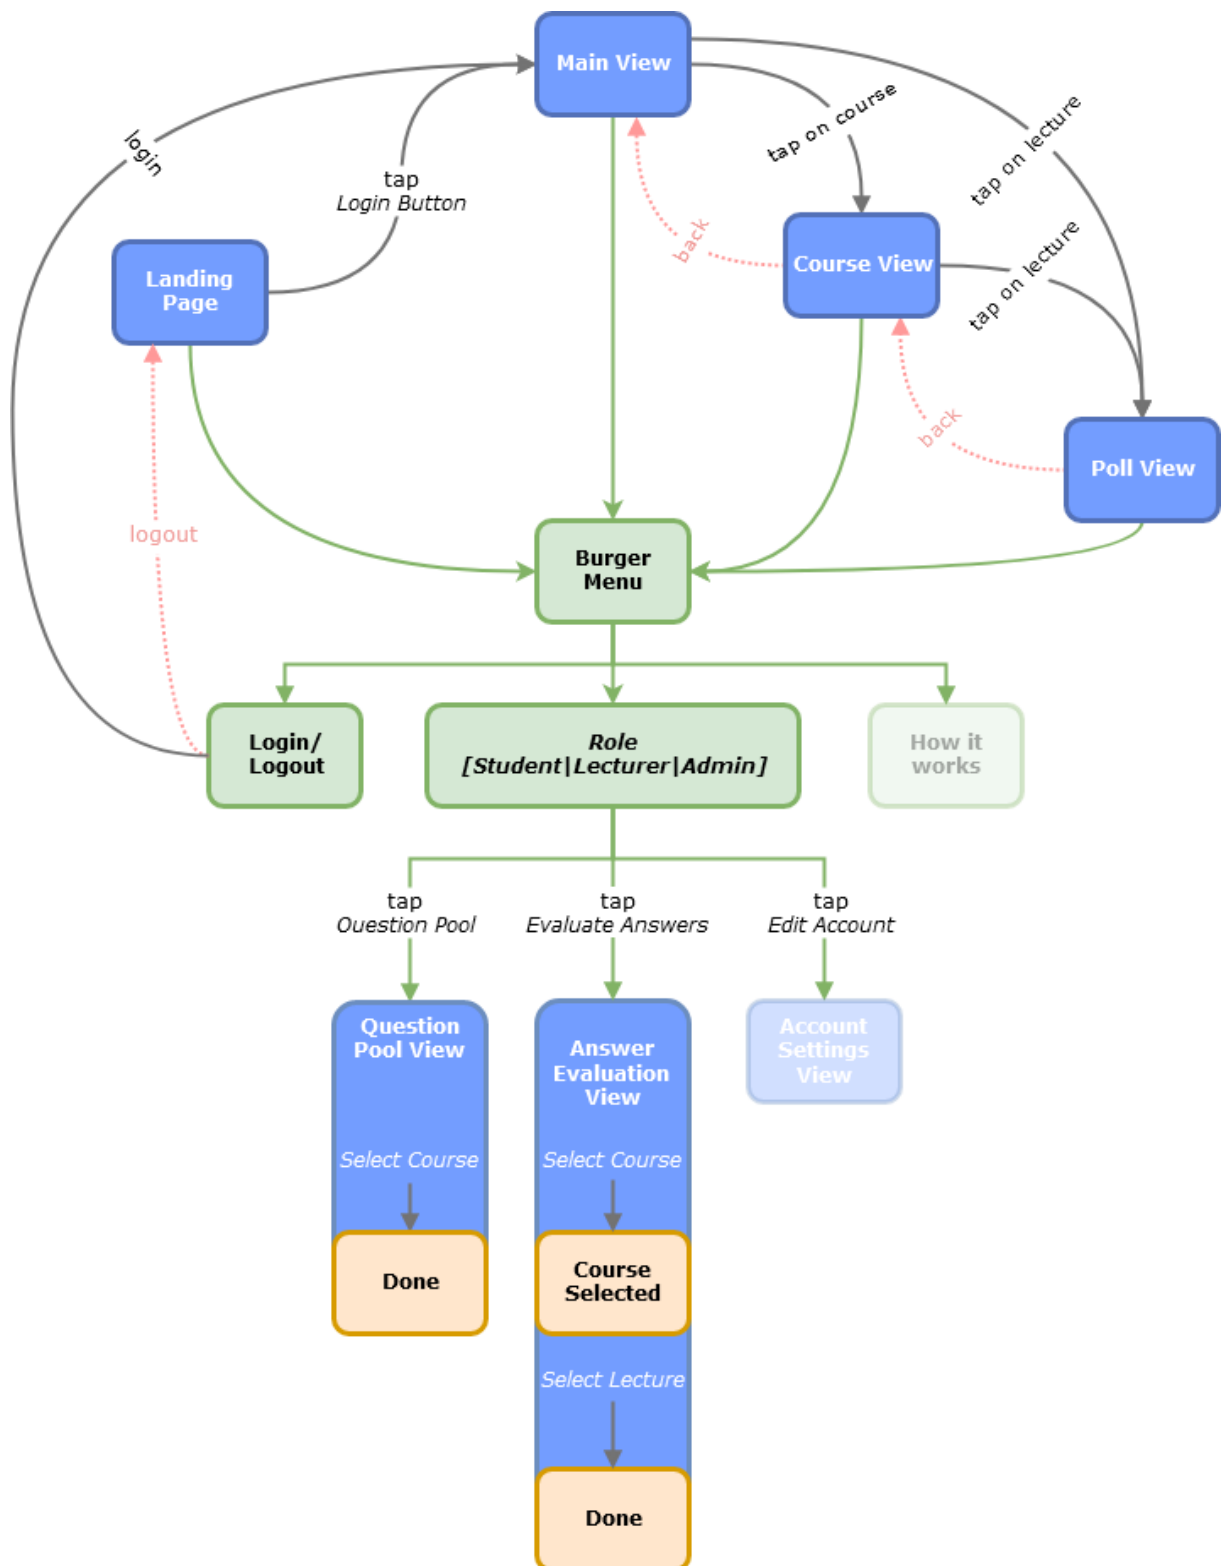 Main View
tap on course
tap on lecture
login
tap
Login Button
back
Course View
tap on lecture
Landing
Page
back
Poll View
logout
Burger
Menu
Login/
Logout
Role
[Student|Lecturer|Admin]
How it
works
tap
Question Pool
tap
Evaluate Answers
tap
Edit Account
Question
Pool View
Answer
Evaluation
View
Account
Settings
View
Select Course
Select Course
Done
Course
Selected
Select Lecture
Done